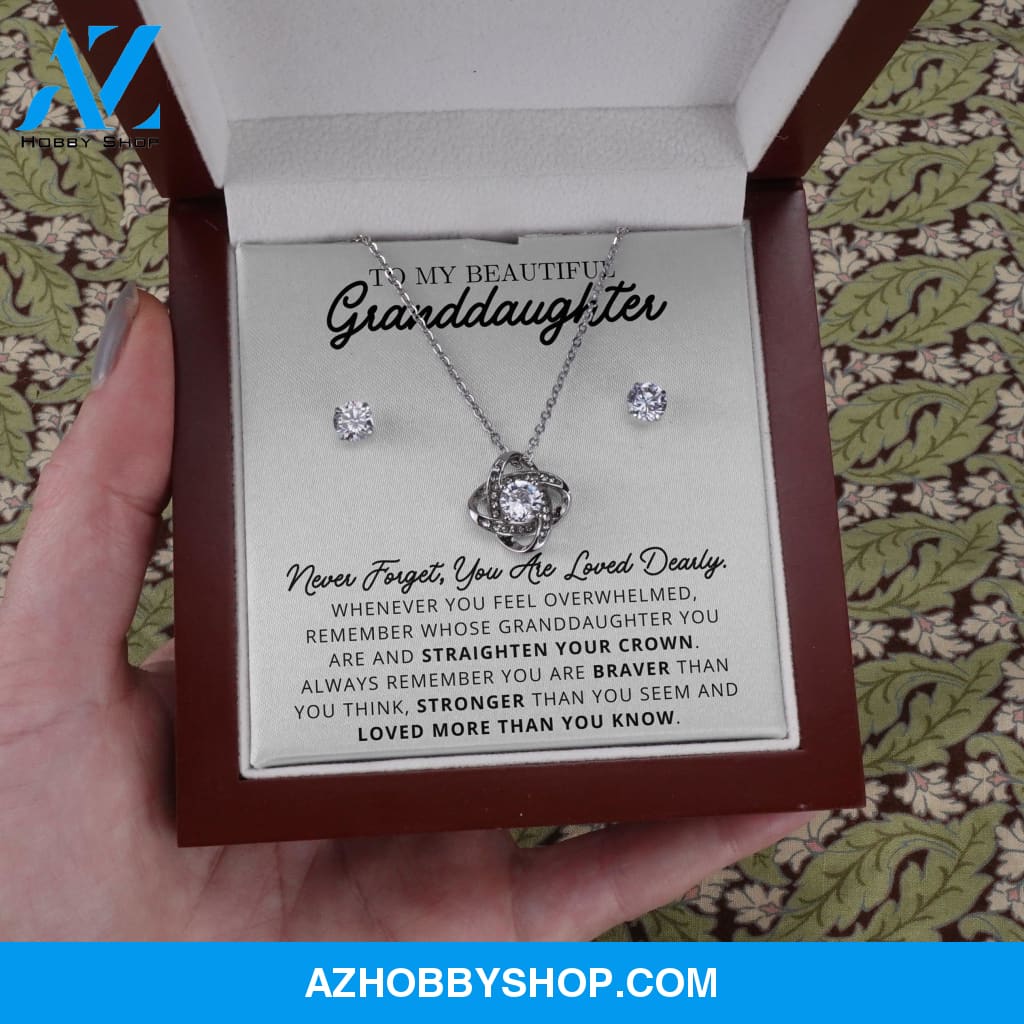 AZ
HOBBY SHOP
TO MY BEAUTIFUL
Granddaughter
Never Forget, You Are Loved Dearly.
WHENEVER YOU FEEL OVERWHELMED,
REMEMBER WHOSE GRANDDAUGHTER YOU
ARE AND STRAIGHTEN YOUR CROWN.
ALWAYS REMEMBER YOU ARE BRAVER THAN
YOU THINK, STRONGER THAN YOU SEEM AND
LOVED MORE THAN YOU KNOW.
AZHOBBYSHOP.COM